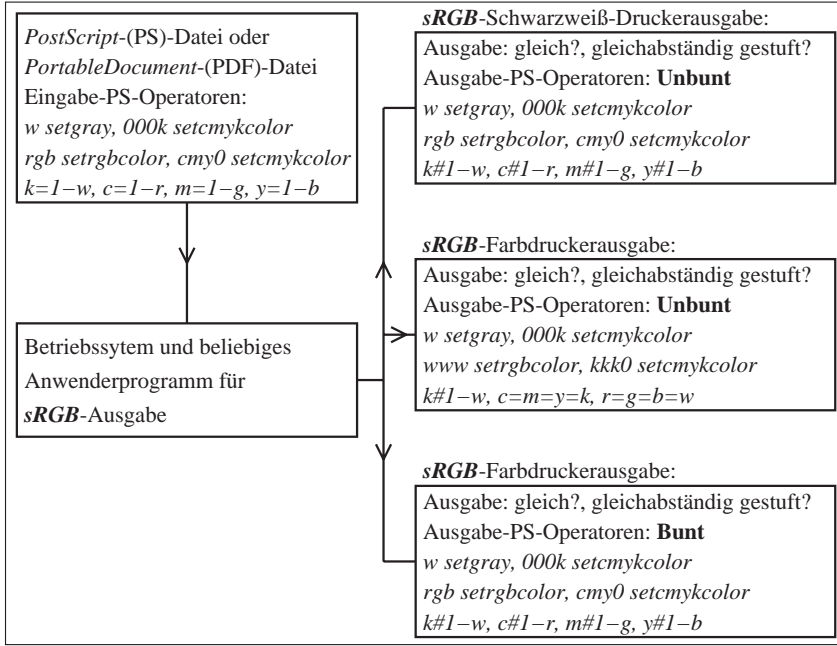 PostScript-(PS)-Datei oder
PortableDocument-(PDF)-Datei
Eingabe-PS-Operatoren:
w setgray, 000k setcmykcolor
rgb setrgbcolor, cmy0 setcmykcolor
k=1−w, c=1−r, m=1−g, y=1−b
Betriebssytem und beliebiges
Anwenderprogramm für
sRGB-Ausgabe
sRGB-Schwarzweiß-Druckerausgabe:
Ausgabe: gleich?, gleichabständig gestuft?
Ausgabe-PS-Operatoren: Unbunt
w setgray, 000k setcmykcolor
rgb setrgbcolor, cmy0 setcmykcolor
k#1−w, c#1−r, m#1−g, y#1−b
sRGB-Farbdruckerausgabe:
Ausgabe: gleich?, gleichabständig gestuft?
Ausgabe-PS-Operatoren: Unbunt
w setgray, 000k setcmykcolor
www setrgbcolor, kkk0 setcmykcolor
k#1−w, c=m=y=k, r=g=b=w
sRGB-Farbdruckerausgabe:
Ausgabe: gleich?, gleichabständig gestuft?
Ausgabe-PS-Operatoren: Bunt
w setgray, 000k setcmykcolor
rgb setrgbcolor, cmy0 setcmykcolor
k#1−w, c#1−r, m#1−g, y#1−b